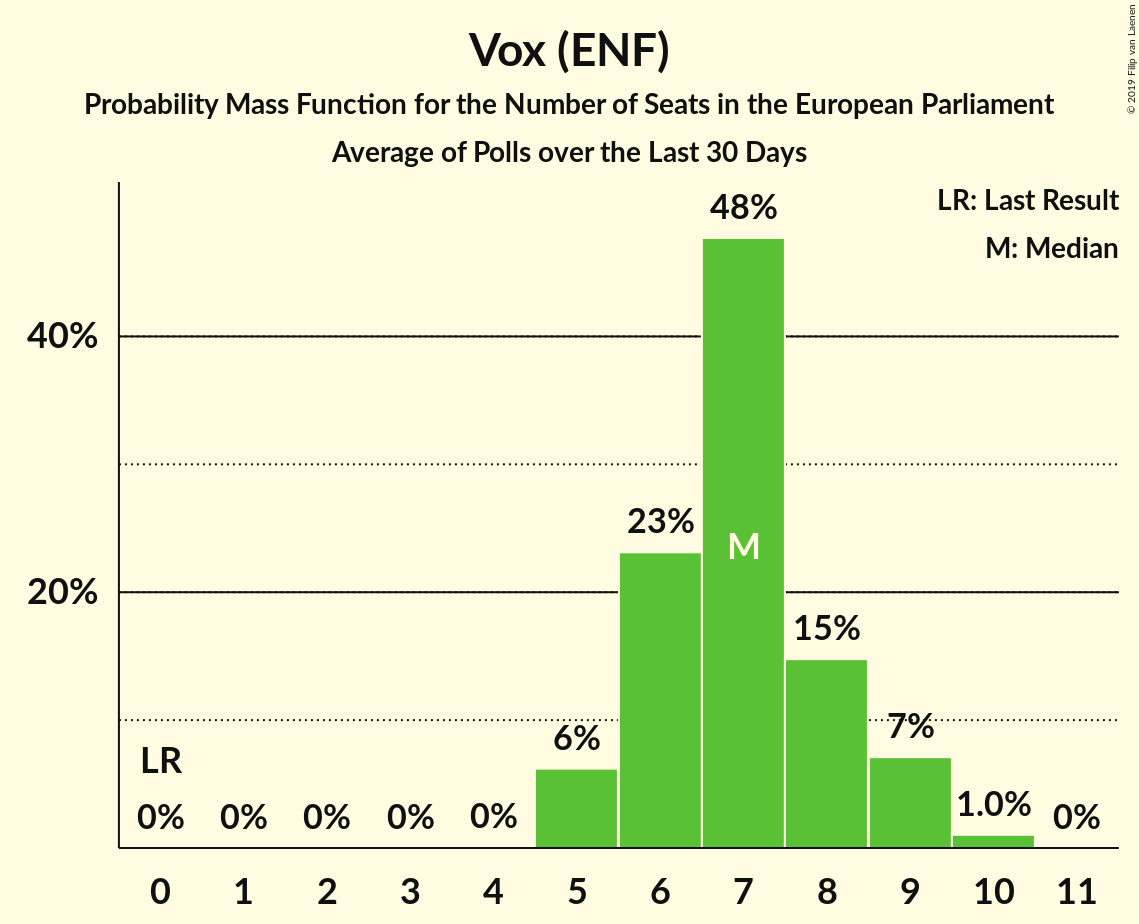 Vox (ENF)
Probability Mass Function for the Number of Seats in the European Parliament
Average of Polls over the Last 30 Days
© 2019 Filip van Laenen
LR: Last Result
M: Median
48%
40%
23%
M
20%
15%
6%
7%
LR
0% 0% 0% 0% 0% 1.0% 0%
0 1 2 3 4 5 6 7 8 9 10 11